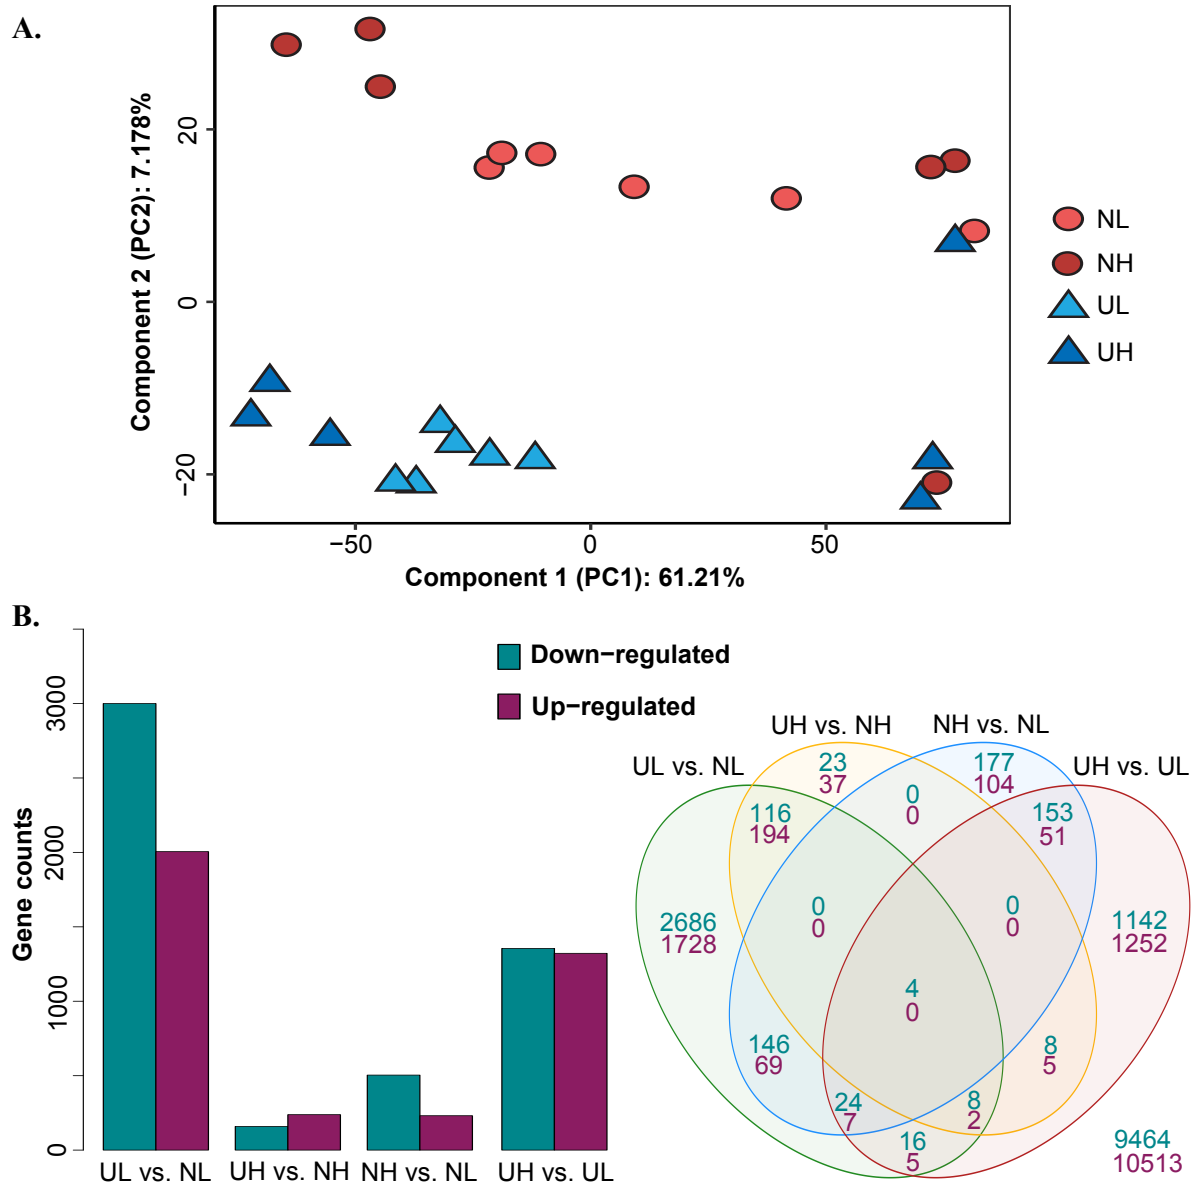 A.
Component 2 (PC2): 7.178%
20
0
−20
−50
0
50
Component 1 (PC1): 61.21%
NL
NH
UL
UH
B.
Gene counts
3000
2000
1000
0
UL vs. NL
UH vs. NH
NH vs. NL
UH vs. UL
Down−regulated
Up−regulated
UL vs. NL
UH vs. NH
NH vs. NL
UH vs. UL
23
37
177
104
0
0
116
194
153
51
0
0
0
0
2686
1728
1142
1252
4
0
146
69
8
5
24
7
8
2
16
5
9464
10513